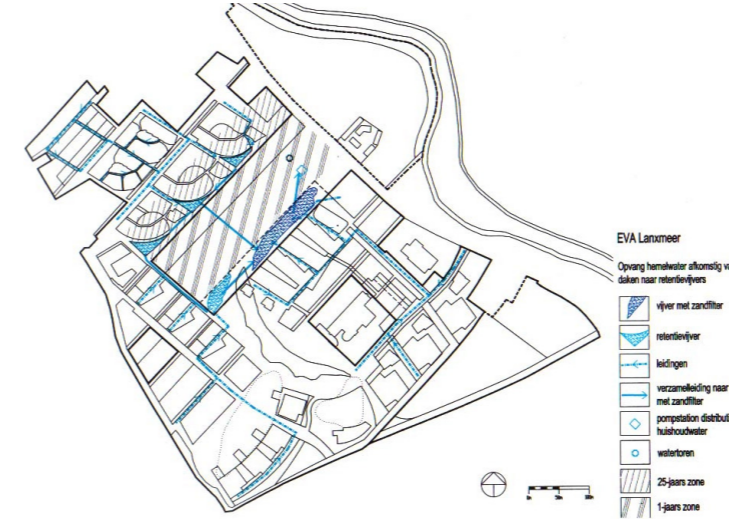 EVA Lanxmeer
Opvang hemelwater afkomstig
daken naar retentievijvers
vijver met zandfilter
retentievijver
leidingen
verzamelleiding naar
met zandfilter
pompstation
huishoudwater
watertoren
25-jaars zone
1-jaars zone